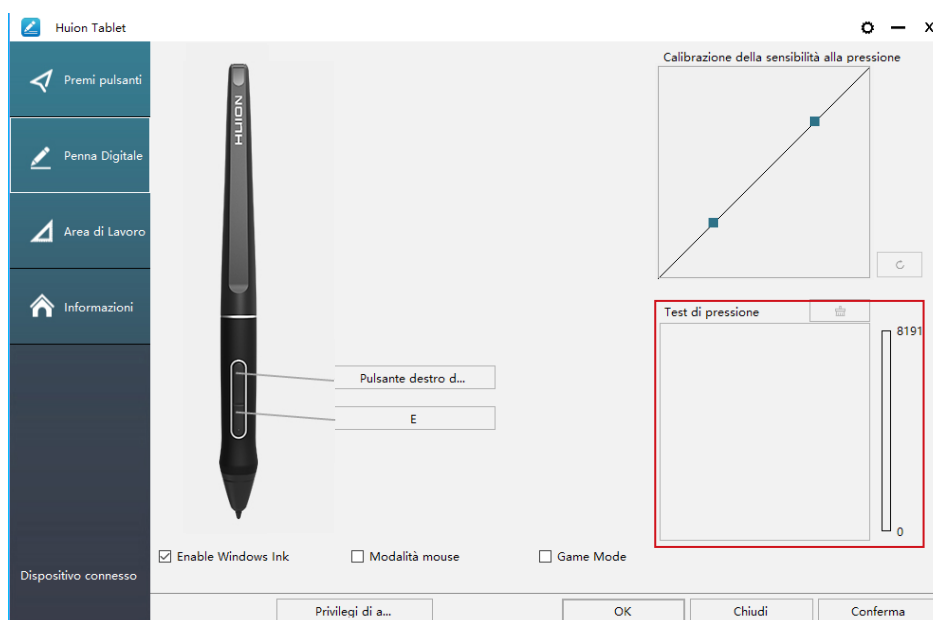 Huion Tablet
Premi pulsanti
Penna Digitale
Area di Lavoro
Informazioni
Dispositivo connesso
HUION
Pulsante destro d...
E
Calibrazione della sensibilità alla pressione
Test di pressione
8191
0
Enable Windows Ink
Modalità mouse
Game Mode
Privilegi di a...
OK
Chiudi
Conferma